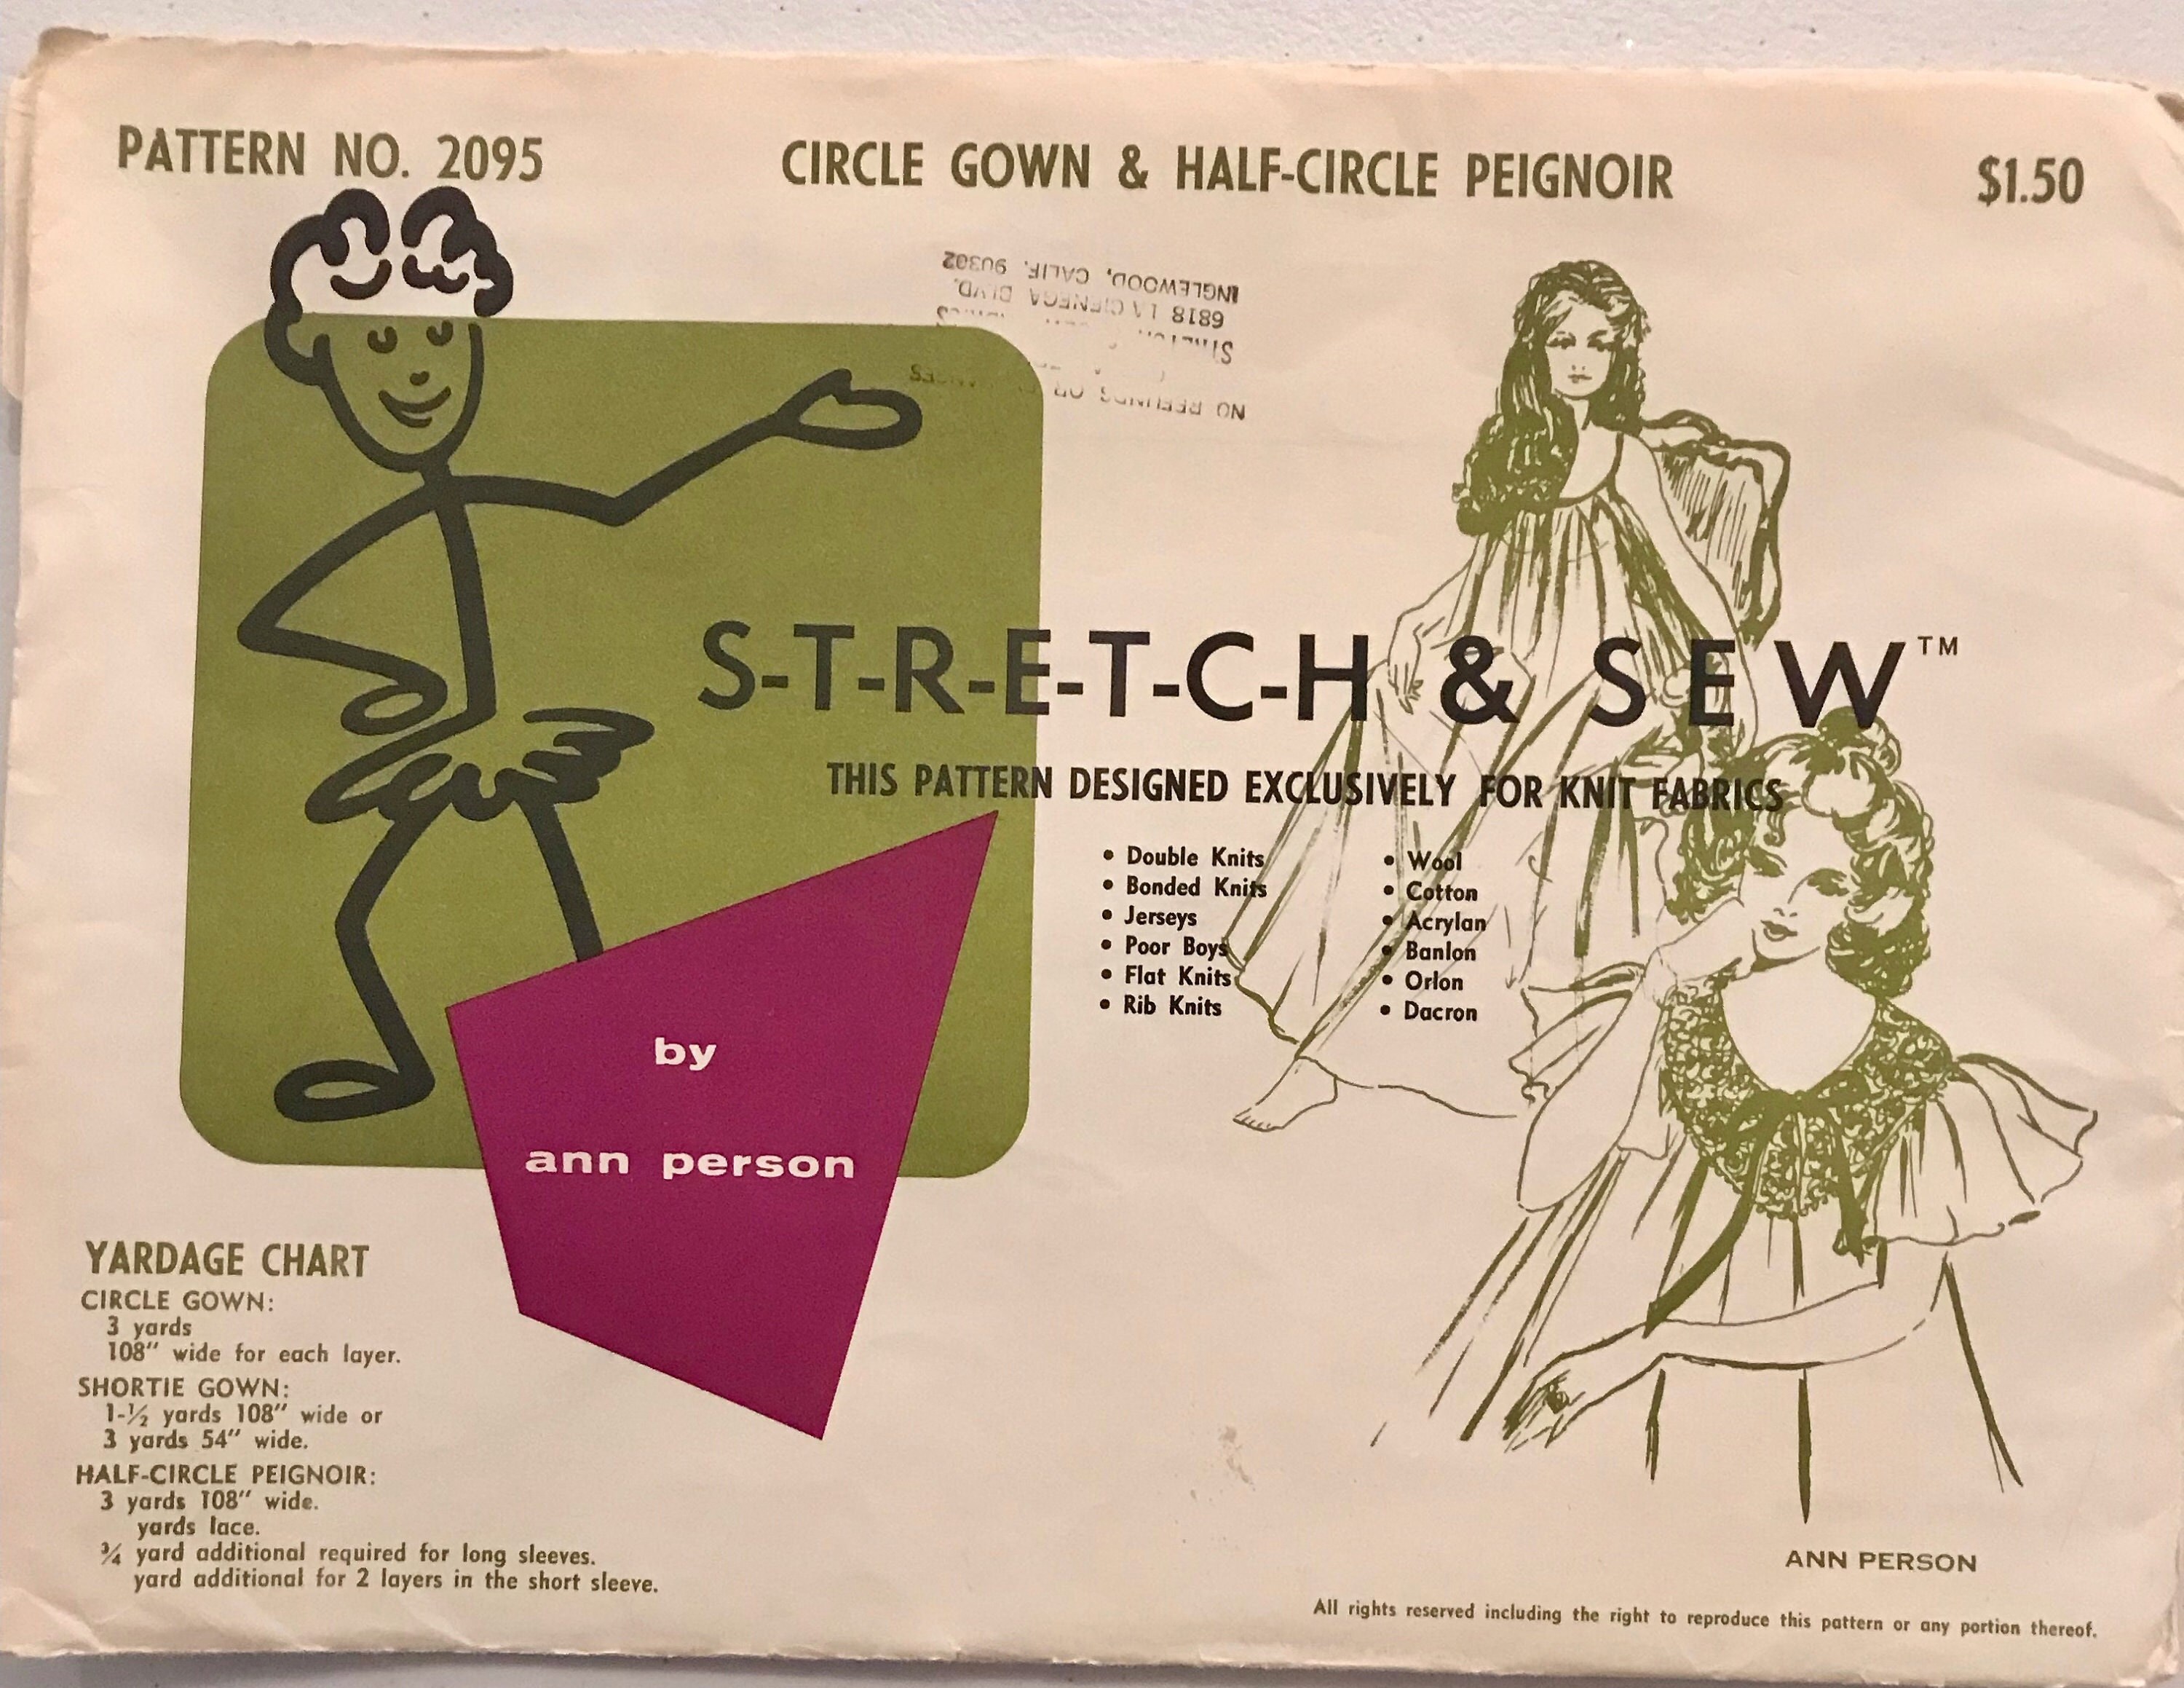 PATTERN NO. 2095
CIRCLE GOWN & HALF-CIRCLE PEIGNOIR
$1.50
NO REFUNDS OR
6818 LA CIENEGA BLVD.
INGLEWOOD, CALIF. 90302
S-T-R-E-T-C-H & SEW™
THIS PATTERN DESIGNED EXCLUSIVELY FOR KNIT FABRICS
• Double Knits
• Bonded Knits
• Jerseys
• Poor Boys
• Flat Knits
• Rib Knits
• Wool
• Cotton
• Acrylan
• Banlon
• Orlon
• Dacron
by
ann person
YARDAGE CHART
CIRCLE GOWN:
3 yards
108" wide for each layer.
SHORTIE GOWN:
1-½ yards 108" wide or
3 yards 54" wide.
HALF-CIRCLE PEIGNOIR:
3 yards 108" wide.
yards lace.
¾ yard additional required for long sleeves.
yard additional for 2 layers in the short sleeve.
ANN PERSON
All rights reserved including the right to reproduce this pattern or any portion thereof.